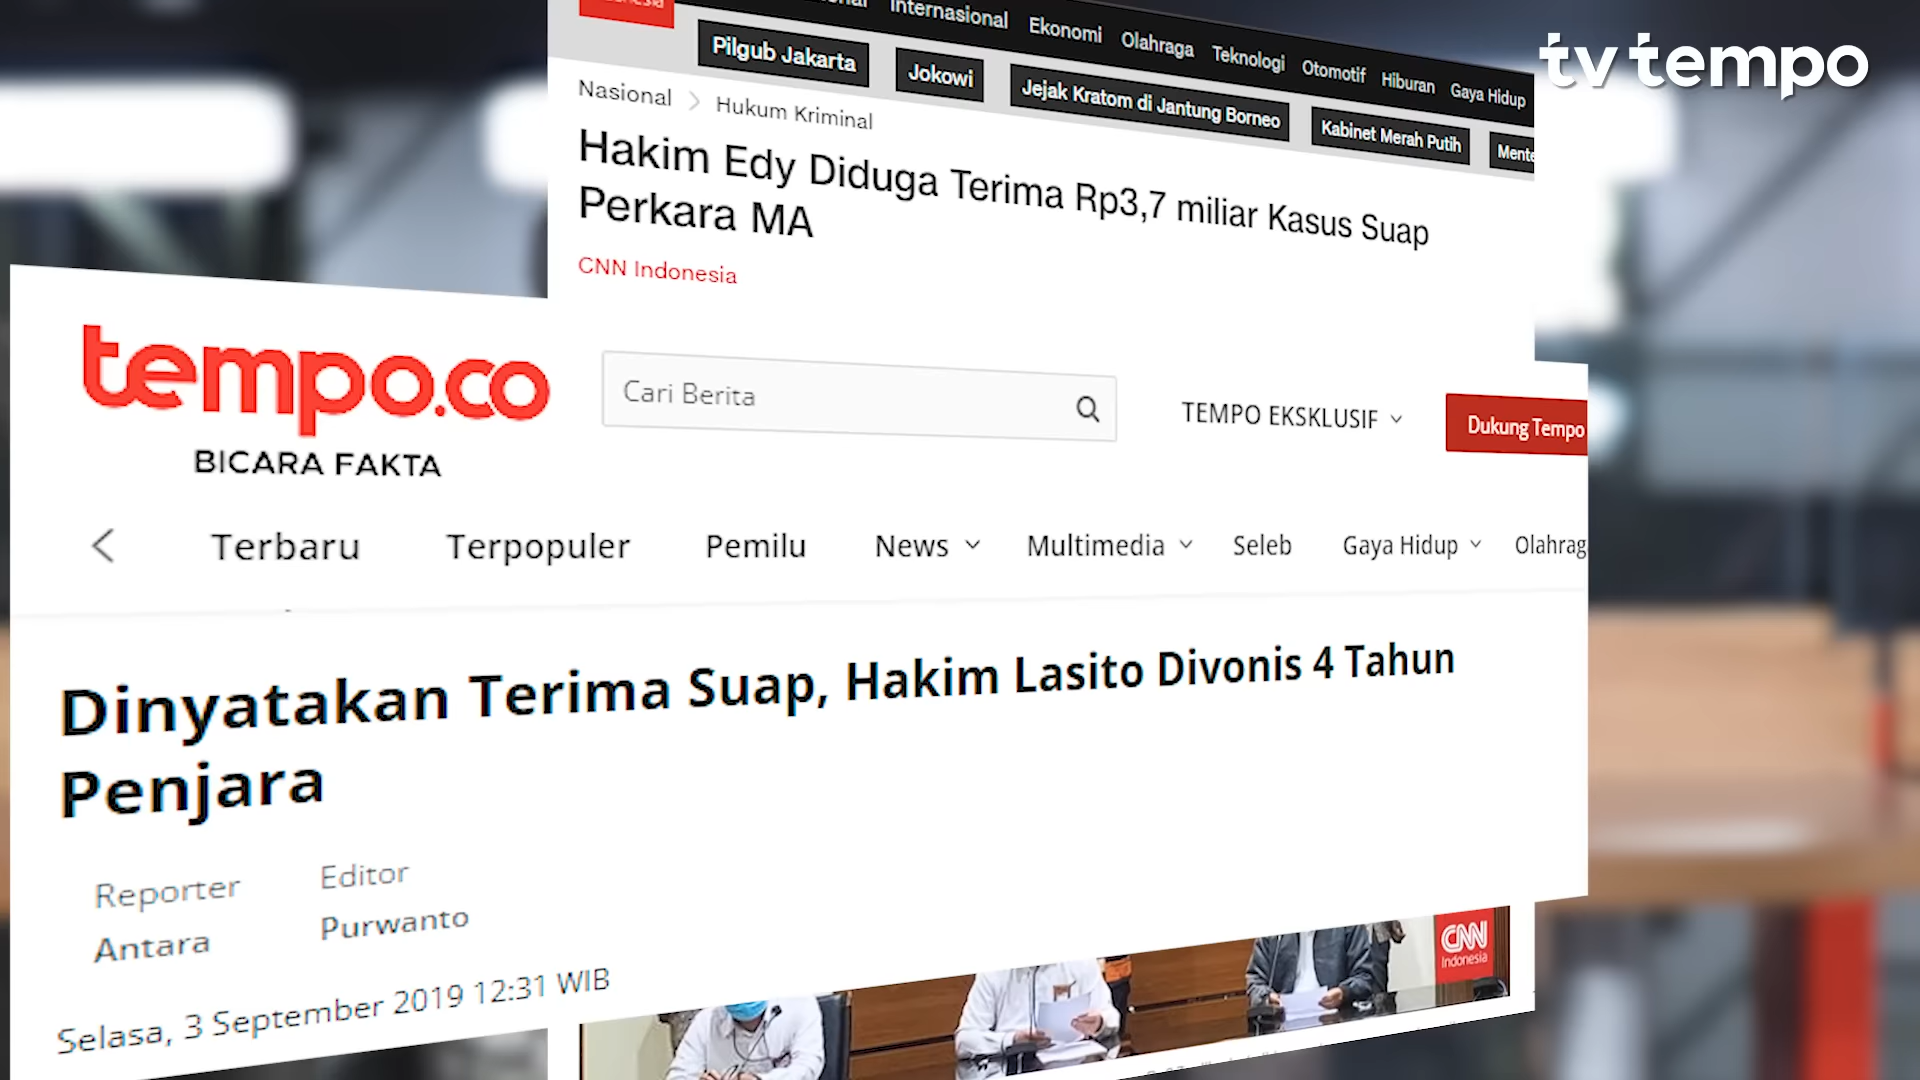 tv tempo
Internasional
Ekonomi
Olahraga
Teknologi
Otomotif
Hiburan
Gaya Hidup
Pilgub Jakarta
Jokowi
Jejak Kratom di Jantung Borneo
Kabinet Merah Putih
Nasional > Hukum Kriminal
Hakim Edy Diduga Terima Rp3,7 miliar Kasus Suap
Perkara MA
CNN Indonesia
tempo.co
BICARA FAKTA
Cari Berita
TEMPO EKSKLUSIF
Dukung Tempo
Terbaru
Terpopuler
Pemilu
News
Multimedia
Seleb
Gaya Hidup
Olahrag
Dinyatakan Terima Suap, Hakim Lasito Divonis 4 Tahun
Penjara
Reporter
Antara
Editor
Purwanto
Selasa, 3 September 2019 12:31 WIB
CNN
Indonesia